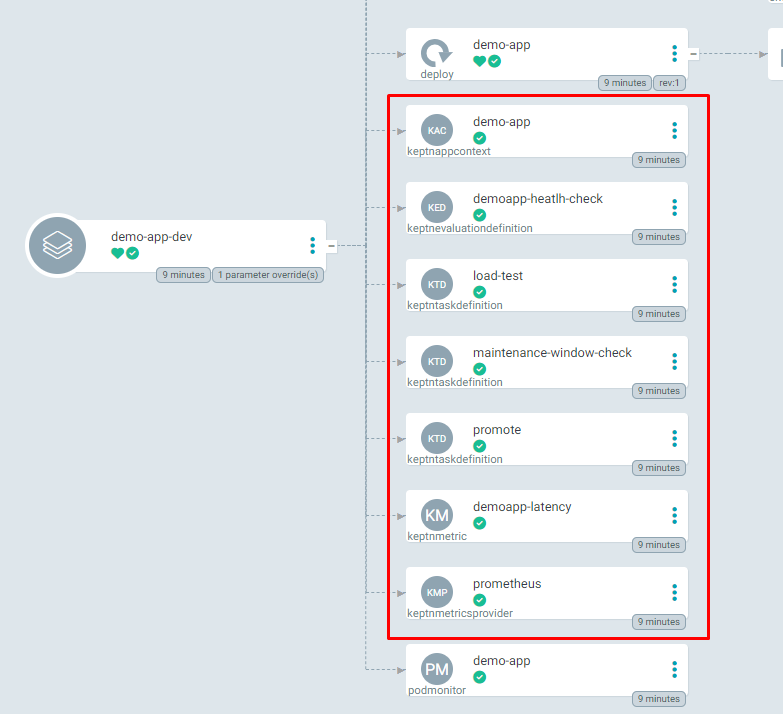 demo-app
deploy
9 minutes
rev:1
KAC
demo-app
keptnappcontext
9 minutes
KED
demoapp-heatlh-check
keptnevaluationdefinition
9 minutes
demo-app-dev
9 minutes
1 parameter override(s)
KTD
load-test
keptntaskdefinition
9 minutes
KTD
maintenance-window-check
keptntaskdefinition
9 minutes
KTD
promote
keptntaskdefinition
9 minutes
KM
demoapp-latency
keptnmetric
9 minutes
KMP
prometheus
keptnmetricsprovider
9 minutes
PM
demo-app
podmonitor
9 minutes